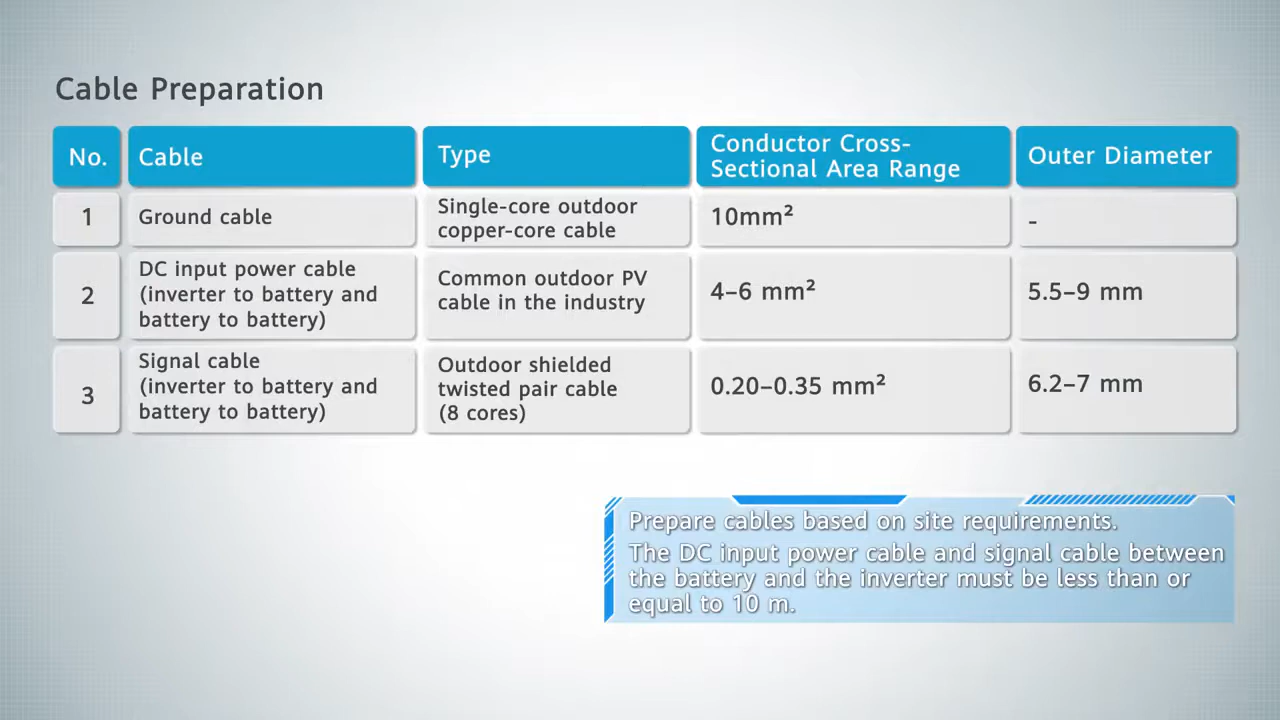 Cable Preparation
No.
Cable
Type
Conductor Cross-
Sectional Area Range
Outer Diameter
1
Ground cable
Single-core outdoor
copper-core cable
10mm²
-
2
DC input power cable
(inverter to battery and
battery to battery)
Common outdoor PV
cable in the industry
4–6 mm²
5.5–9 mm
3
Signal cable
(inverter to battery and
battery to battery)
Outdoor shielded
twisted pair cable
(8 cores)
0.20–0.35 mm²
6.2–7 mm
Prepare cables based on site requirements.
The DC input power cable and signal cable between
the battery and the inverter must be less than or
equal to 10 m.